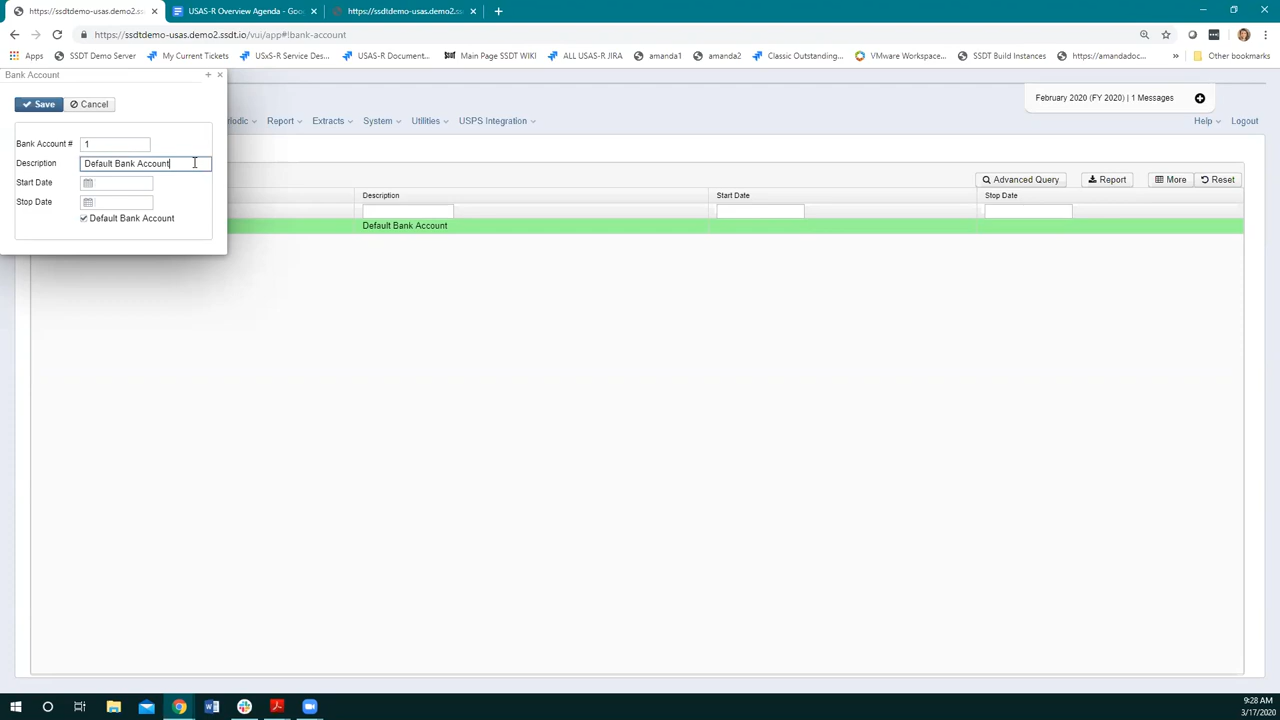 https://ssdtdemo-usas.demo2.ss
USAS-R Overview Agenda - Goo
https://ssdtdemo-usas.demo2.ss
https://ssdtdemo-usas.demo2.ssdt.io/vui/app#!bank-account
Apps
SSDT Demo Server
My Current Tickets
USxS-R Service Des...
USAS-R Document...
Main Page SSDT WIKI
ALL USAS-R JIRA
amanda1
amanda2
Classic Outstanding...
VMware Workspace...
SSDT Build Instances
https://amandadoc...
Other bookmarks
Bank Account
February 2020 (FY 2020) | 1 Messages
Save
Cancel
Report
Extracts
System
Utilities
USPS Integration
Help
Logout
Bank Account # 1
Description Default Bank Account
Start Date
Stop Date
Default Bank Account
Advanced Query
Report
More
Reset
Description
Start Date
Stop Date
Default Bank Account
9:28 AM
3/17/2020